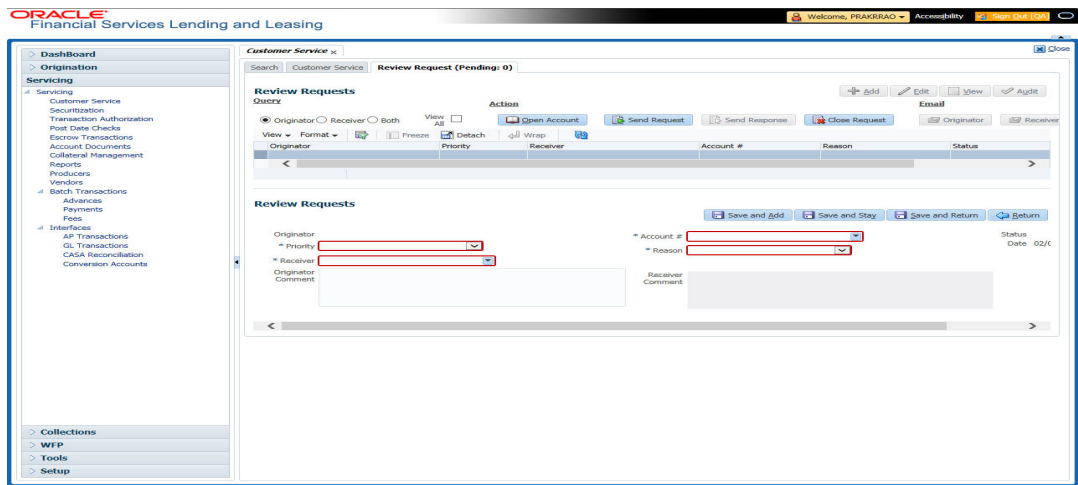 ORACLE
Financial Services Lending and Leasing
Welcome, PRAKRRAO
Accessibility
Sign Out [QA]
DashBoard
Origination
Servicing
Servicing
Customer Service
Securitization
Transaction Authorization
Post Date Checks
Escrow Transactions
Account Documents
Collateral Management
Reports
Producers
Vendors
Batch Transactions
Advances
Payments
Fees
Interfaces
AP Transactions
GL Transactions
CASA Reconciliation
Conversion Accounts
Collections
WFP
Tools
Setup
Customer Service
Close
Search Customer Service Review Request (Pending: 0)
Review Requests
Add Edit View Audit
Query Action Email
Originator Receiver Both View All Open Account Send Request Send Response Close Request Originator Receiver
View Format Freeze Detach Wrap
Originator Priority Receiver Account # Reason Status
Review Requests
Save and Add Save and Stay Save and Return Return
Originator * Account # Status
* Priority * Reason Date 02/0
* Receiver
Originator Comment Receiver Comment